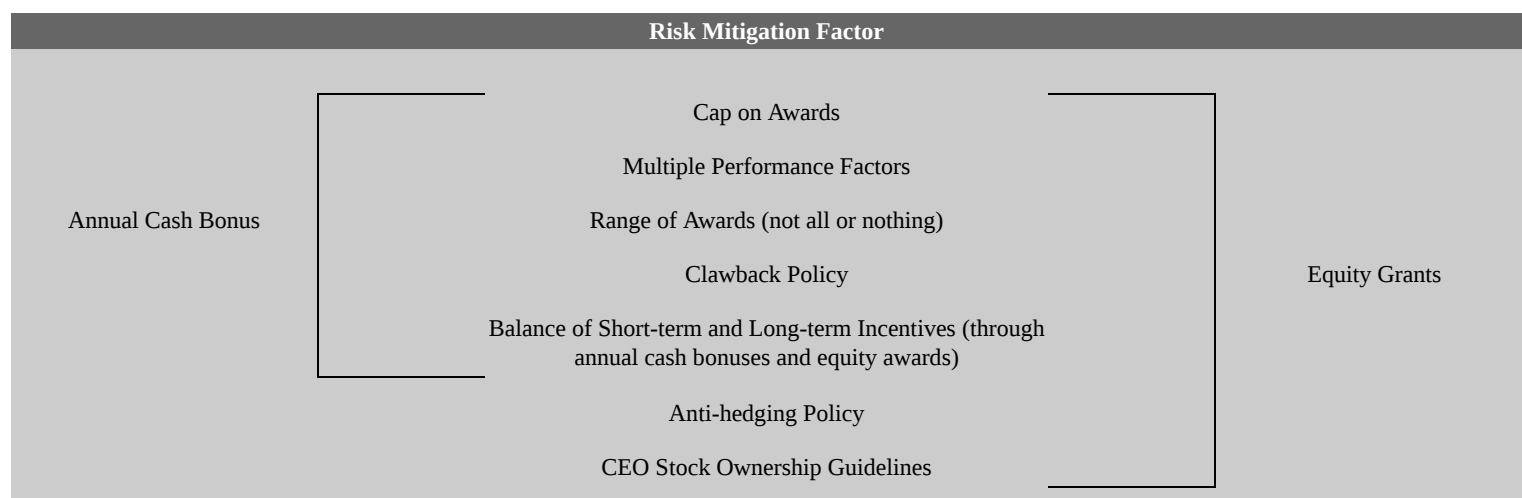 Risk Mitigation Factor
Cap on Awards
Multiple Performance Factors
Annual Cash Bonus
Range of Awards (not all or nothing)
Clawback Policy
Equity Grants
Balance of Short-term and Long-term Incentives (through
annual cash bonuses and equity awards)
Anti-hedging Policy
CEO Stock Ownership Guidelines